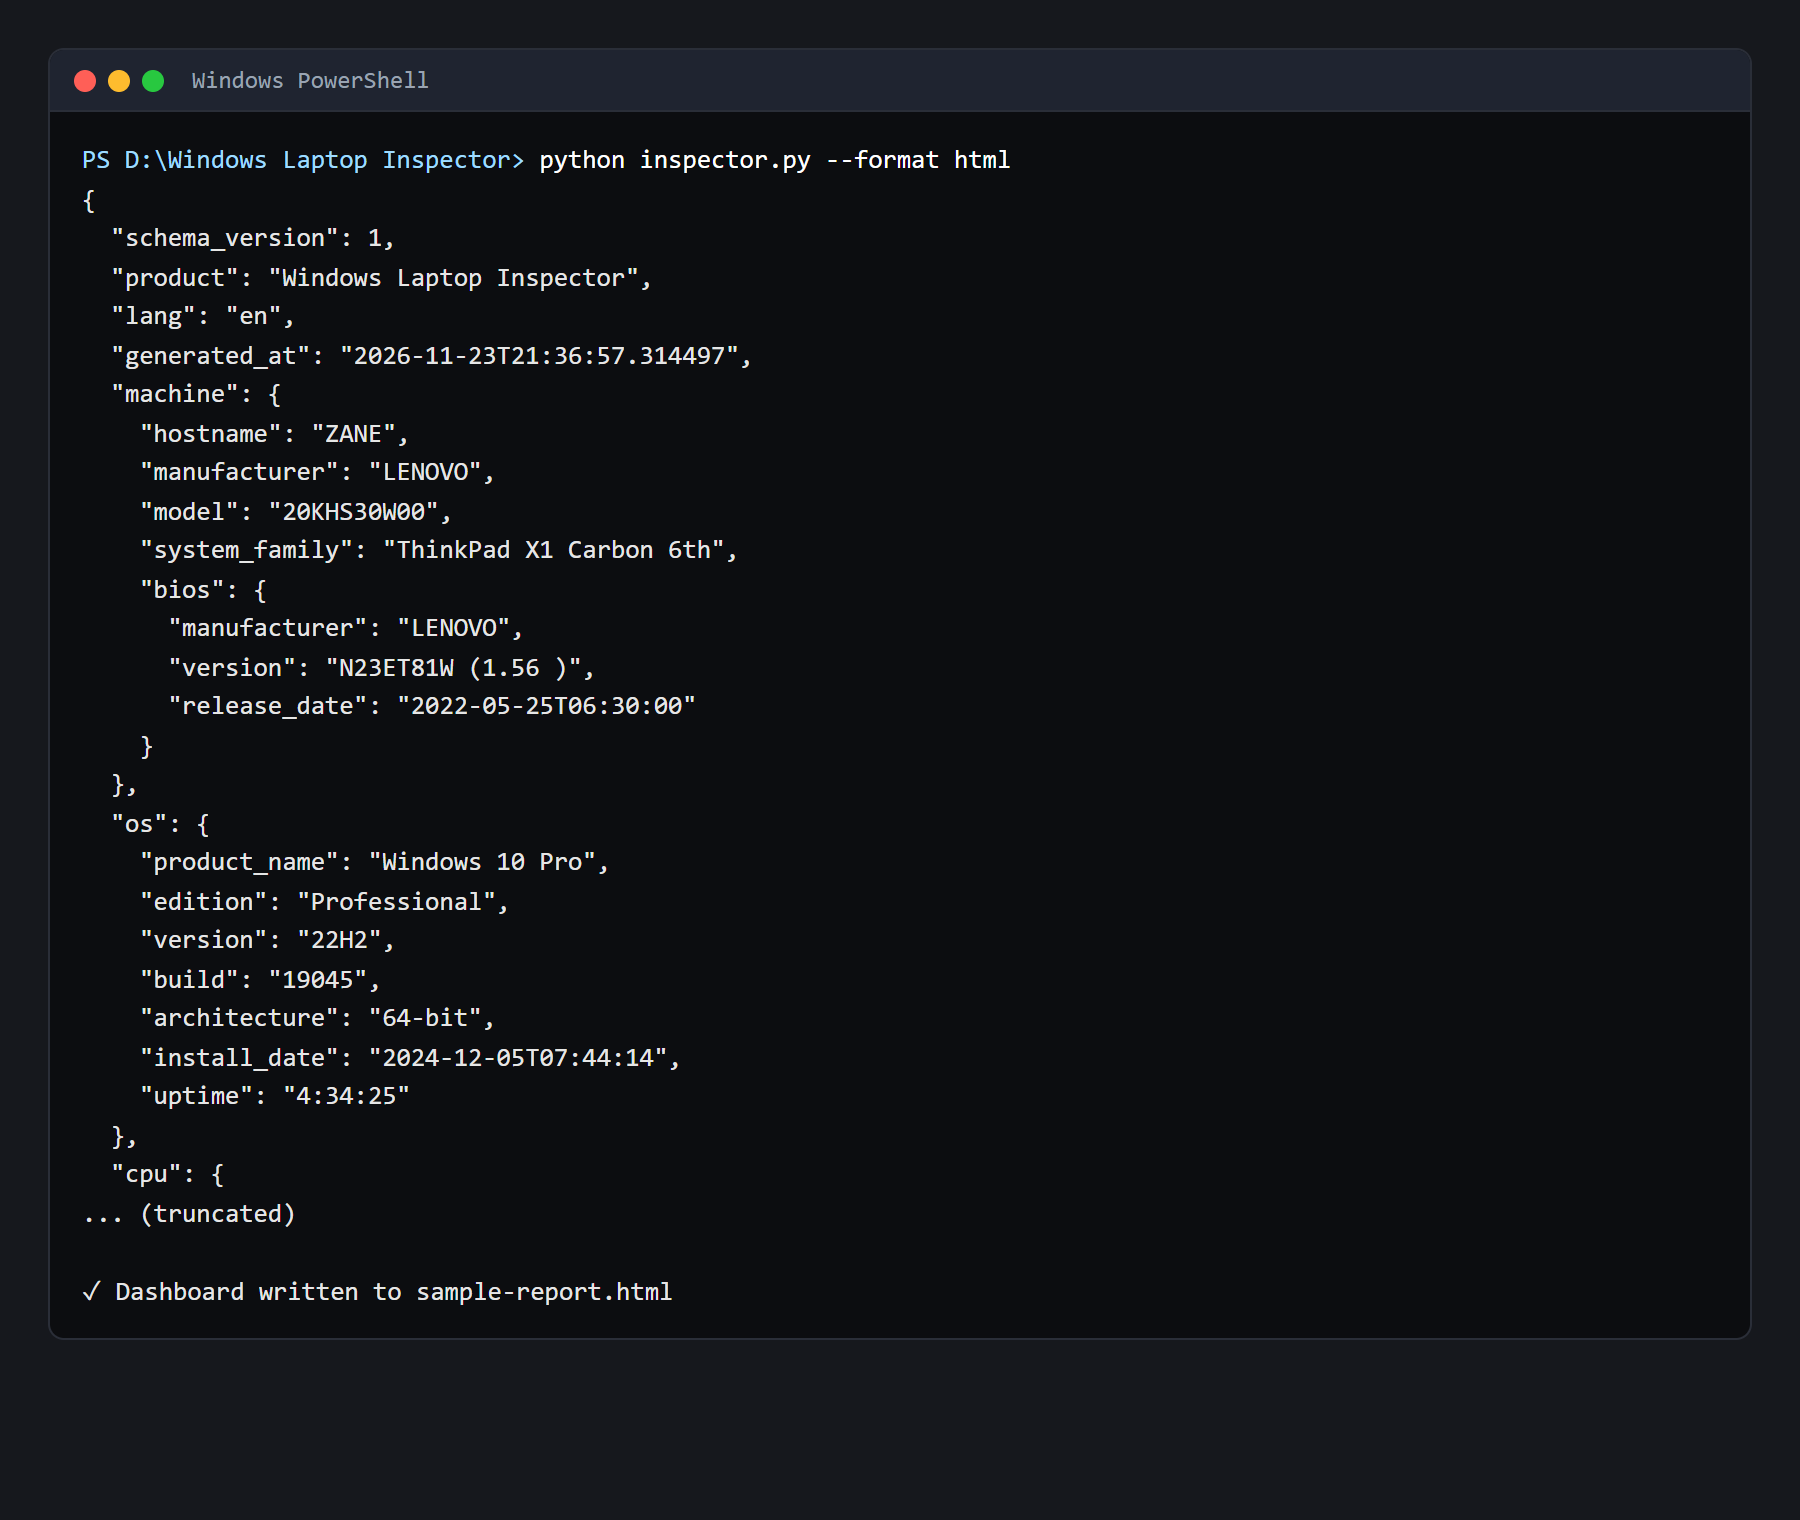 Windows PowerShell
PS D:\Windows Laptop Inspector> python inspector.py --format html
{
  "schema_version": 1,
  "product": "Windows Laptop Inspector",
  "lang": "en",
  "generated_at": "2026-11-23T21:36:57.314497",
  "machine": {
    "hostname": "ZANE",
    "manufacturer": "LENOVO",
    "model": "20KHS30W00",
    "system_family": "ThinkPad X1 Carbon 6th",
    "bios": {
      "manufacturer": "LENOVO",
      "version": "N23ET81W (1.56 )",
      "release_date": "2022-05-25T06:30:00"
    }
  },
  "os": {
    "product_name": "Windows 10 Pro",
    "edition": "Professional",
    "version": "22H2",
    "build": "19045",
    "architecture": "64-bit",
    "install_date": "2024-12-05T07:44:14",
    "uptime": "4:34:25"
  },
  "cpu": {
... (truncated)
✓ Dashboard written to sample-report.html